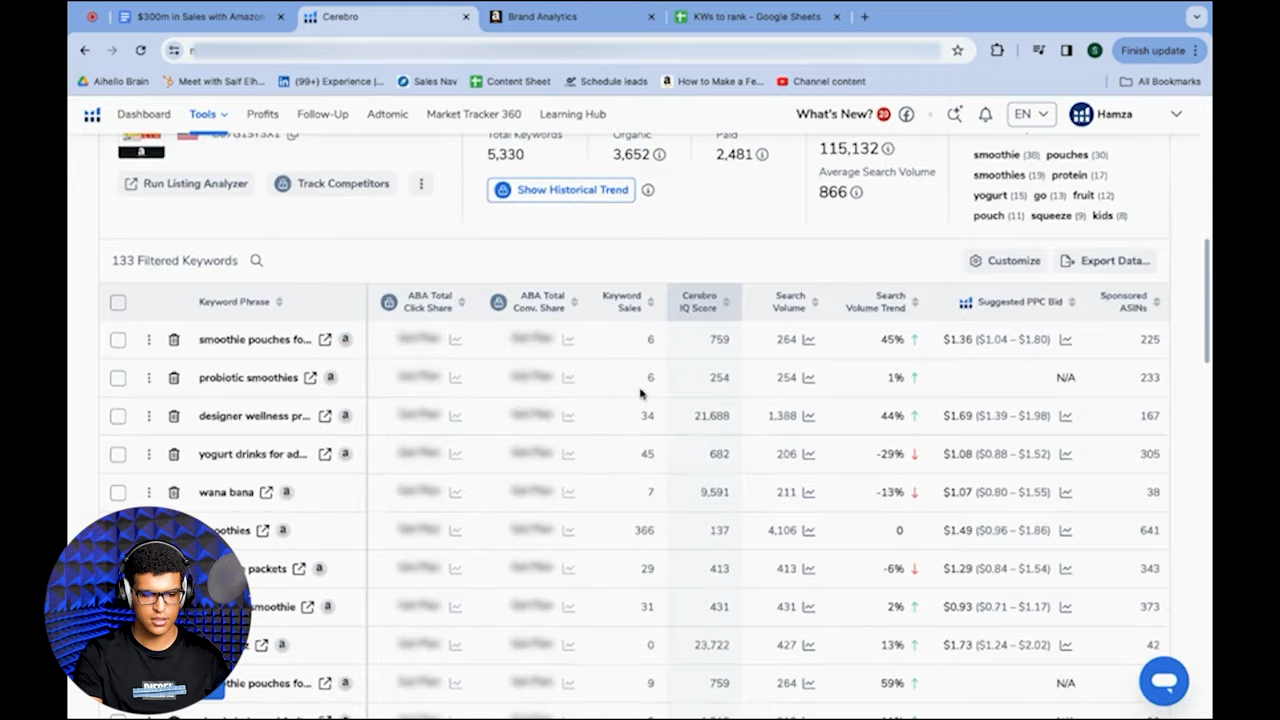 $300m in Sales with Amazon
Cerebro
Brand Analytics
KWs to rank - Google Sheets
S
Finish update
Aihello Brain
Meet with Saif Elh...
(99+) Experience |...
Sales Nav
Content Sheet
Schedule leads
How to Make a Fe...
Channel content
All Bookmarks
Dashboard
Tools
Profits
Follow-Up
Adtomic
Market Tracker 360
Learning Hub
What's New? 20
EN
Hamza
Total Keywords
Organic
Paid
5,330
3,652
2,481
115,132
Average Search Volume
866
Run Listing Analyzer
Track Competitors
Show Historical Trend
smoothie (38) pouches (30)
smoothies (19) protein (17)
yogurt (15) go (13) fruit (12)
pouch (11) squeeze (9) kids (8)
133 Filtered Keywords
Customize
Export Data...
Keyword Phrase
ABA Total Click Share
ABA Total Conv. Share
Keyword Sales
Cerebro IQ Score
Search Volume
Search Volume Trend
Suggested PPC Bid
Sponsored ASINs
smoothie pouches fo... 6 759 264 45% $1.36 ($1.04 – $1.80) 225
probiotic smoothies 6 254 254 1% N/A 233
designer wellness pr... 34 21,688 1,388 44% $1.69 ($1.39 – $1.98) 167
yogurt drinks for ad... 45 682 206 -29% $1.08 ($0.88 – $1.52) 305
wana bana 7 9,591 211 -13% $1.07 ($0.80 – $1.55) 38
oothies 366 137 4,106 0 $1.49 ($0.96 – $1.86) 641
packets 29 413 413 -6% $1.29 ($0.84 – $1.54) 343
smoothie 31 431 431 2% $0.93 ($0.71 – $1.17) 373
0 23,722 427 13% $1.73 ($1.24 – $2.02) 42
thie pouches fo... 9 759 264 59% N/A
DIESEL